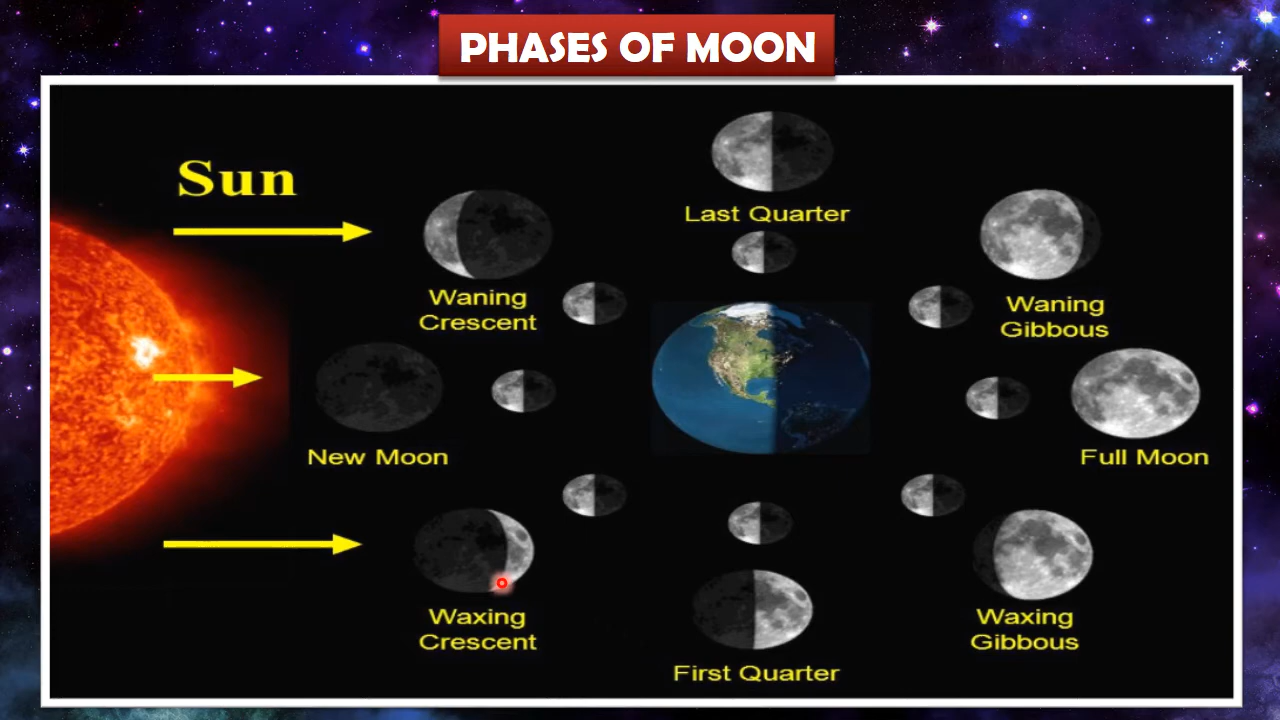 PHASES OF MOON
Sun
Last Quarter
Waning
Crescent
Waning
Gibbous
New Moon
Full Moon
Waxing
Crescent
Waxing
Gibbous
First Quarter